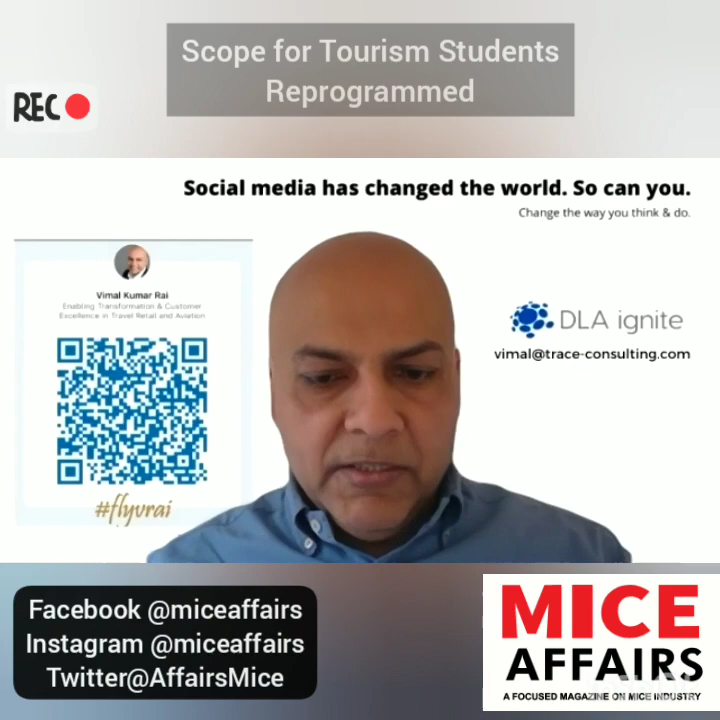 Scope for Tourism Students
Reprogrammed
REC
Social media has changed the world. So can you.
Change the way you think & do.
Vimal Kumar Rai
Enabling Transformation & Customer
Excellence in Travel Retail and Aviation
#flyvrai
DLA ignite
vimal@trace-consulting.com
Facebook @miceaffairs
Instagram @miceaffairs
Twitter@AffairsMice
MICE
AFFAIRS
A FOCUSED MAGAZINE ON MICE INDUSTRY